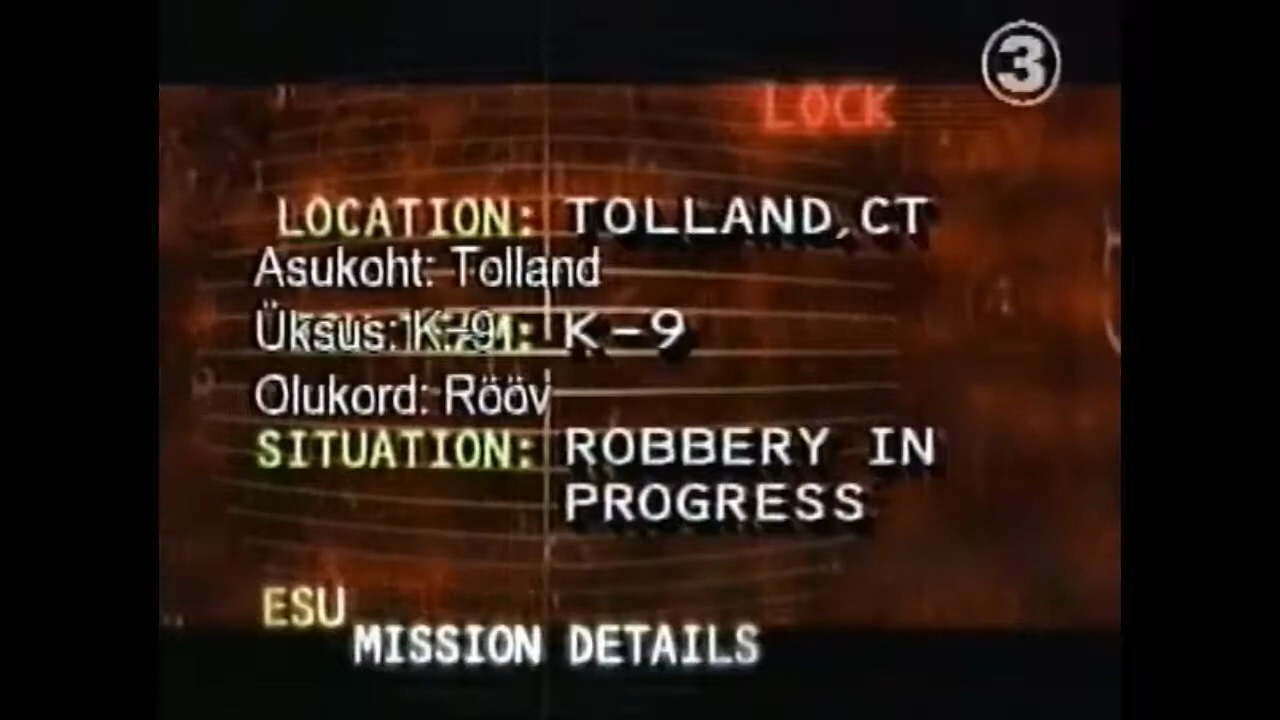 3
LOCK
LOCATION: TOLLAND, CT
Asukoht: Tolland
Üksus: K-9 K-9
Olukord: Rööv
SITUATION: ROBBERY IN
PROGRESS
ESU
MISSION DETAILS